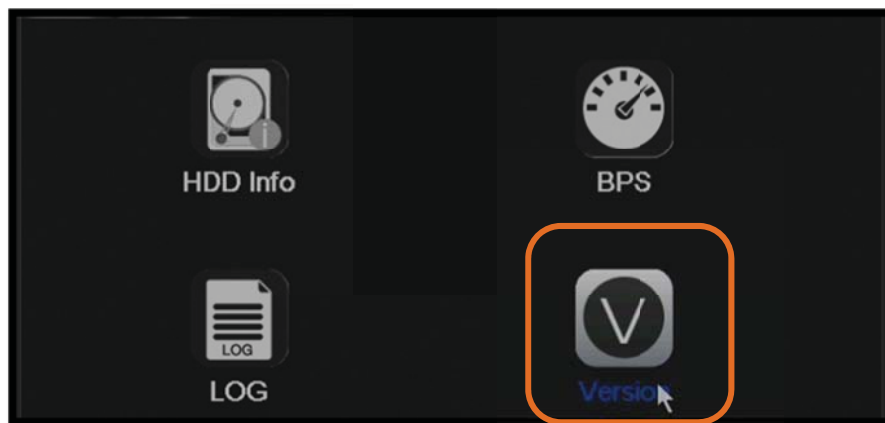 HDD Info
BPS
LOG
LOG
V
Version